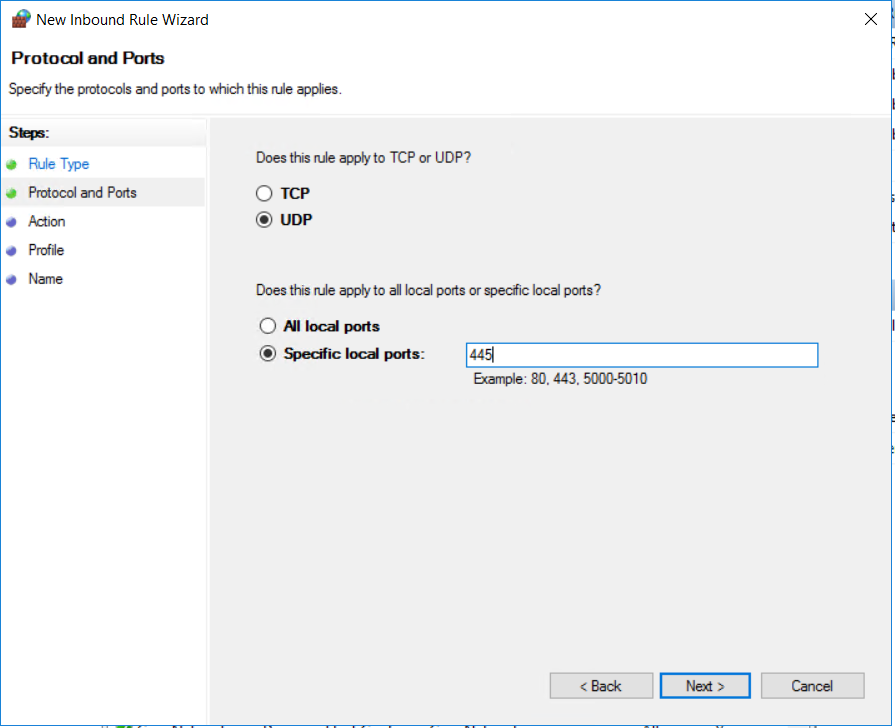 New Inbound Rule Wizard
Protocol and Ports
Specify the protocols and ports to which this rule applies.
Steps:
Rule Type
Protocol and Ports
Action
Profile
Name
Does this rule apply to TCP or UDP?
TCP
UDP
Does this rule apply to all local ports or specific local ports?
All local ports
Specific local ports:
445
Example: 80, 443, 5000-5010
< Back
Next >
Cancel